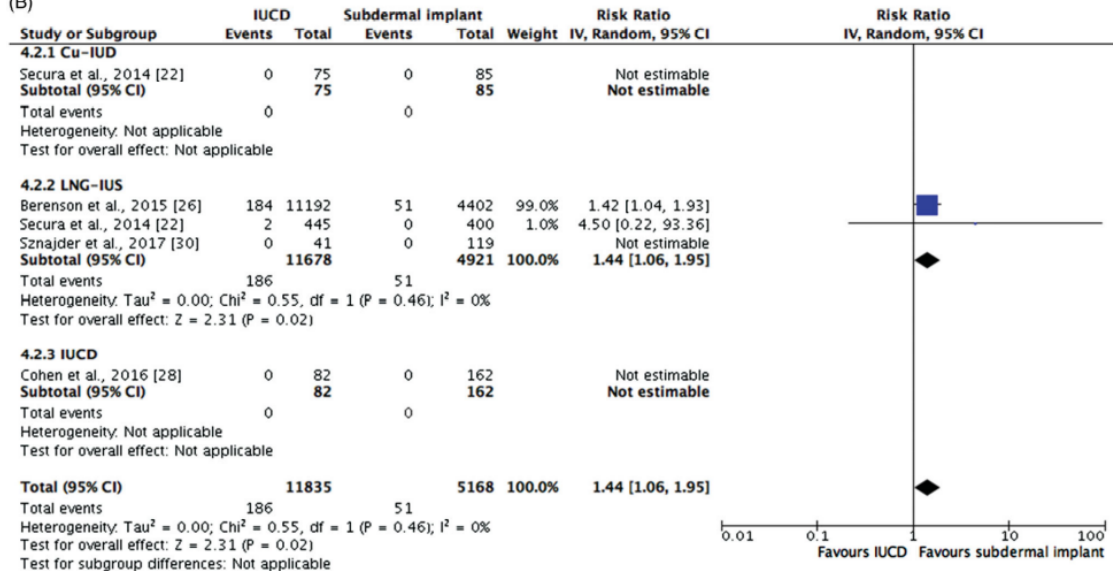 (B)
IUCD Subdermal implant Risk Ratio Risk Ratio
Study or Subgroup Events Total Events Total Weight IV, Random, 95% CI IV, Random, 95% CI
4.2.1 Cu-IUD
Secura et al., 2014 [22] 0 75 0 85 Not estimable
Subtotal (95% CI) 75 85 Not estimable
Total events 0 0
Heterogeneity: Not applicable
Test for overall effect: Not applicable
4.2.2 LNG-IUS
Berenson et al., 2015 [26] 184 11192 51 4402 99.0% 1.42 [1.04, 1.93]
Secura et al., 2014 [22] 2 445 0 400 1.0% 4.50 [0.22, 93.36]
Sznajder et al., 2017 [30] 0 41 0 119 Not estimable
Subtotal (95% CI) 11678 4921 100.0% 1.44 [1.06, 1.95]
Total events 186 51
Heterogeneity: Tau² = 0.00; Chi² = 0.55, df = 1 (P = 0.46); I² = 0%
Test for overall effect: Z = 2.31 (P = 0.02)
4.2.3 IUCD
Cohen et al., 2016 [28] 0 82 0 162 Not estimable
Subtotal (95% CI) 82 162 Not estimable
Total events 0 0
Heterogeneity: Not applicable
Test for overall effect: Not applicable
Total (95% CI) 11835 5168 100.0% 1.44 [1.06, 1.95]
Total events 186 51
Heterogeneity: Tau² = 0.00; Chi² = 0.55, df = 1 (P = 0.46); I² = 0%
Test for overall effect: Z = 2.31 (P = 0.02)
Test for subgroup differences: Not applicable
0.01 0.1 1 10 100
Favours IUCD Favours subdermal implant